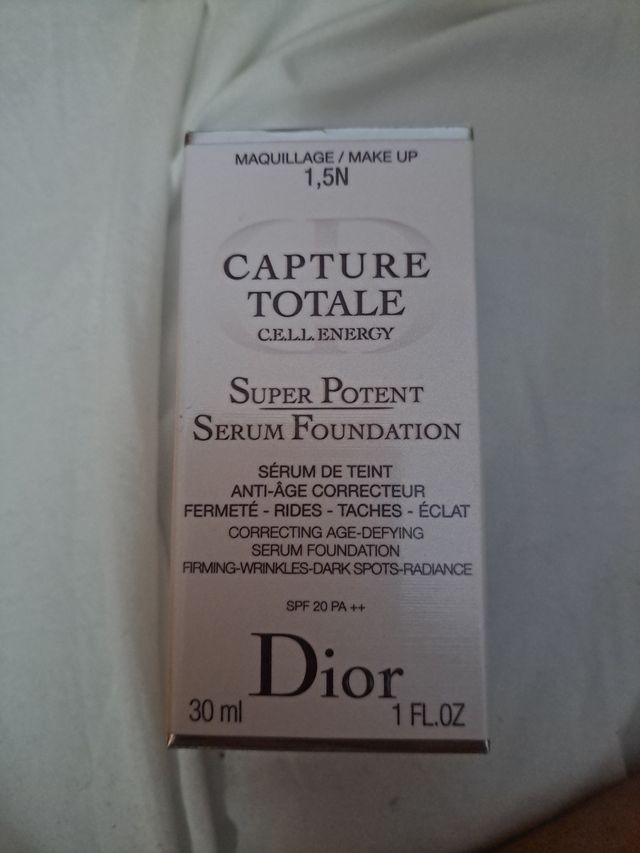 MAQUILLAGE / MAKE UP
1,5N
CAPTURE
TOTALE
C.E.L.L. ENERGY
SUPER POTENT
SERUM FOUNDATION
SÉRUM DE TEINT
ANTI-ÂGE CORRECTEUR
FERMETÉ - RIDES - TACHES - ÉCLAT
CORRECTING AGE-DEFYING
SERUM FOUNDATION
FIRMING-WRINKLES-DARK SPOTS-RADIANCE
SPF 20 PA ++
Dior
30 ml 1 FL.OZ